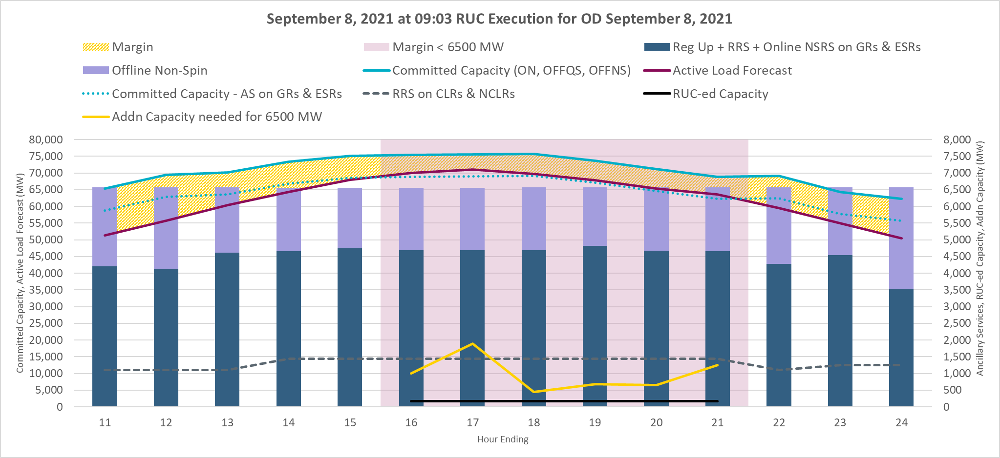 September 8, 2021 at 09:03 RUC Execution for OD September 8, 2021
Margin
Margin < 6500 MW
Reg Up + RRS + Online NSRS on GRs & ESRs
Offline Non-Spin
Committed Capacity (ON, OFFQS, OFFNS)
Active Load Forecast
Committed Capacity - AS on GRs & ESRs
RRS on CLRs & NCLRs
RUC-ed Capacity
Addn Capacity needed for 6500 MW
Committed Capacity, Active Load Forecast (MW)
80,000
75,000
70,000
65,000
60,000
55,000
50,000
45,000
40,000
35,000
30,000
25,000
20,000
15,000
10,000
5,000
0
8,000
7,500
7,000
6,500
6,000
5,500
5,000
4,500
4,000
3,500
3,000
2,500
2,000
1,500
1,000
500
0
Ancillary Services, RUC-ed Capacity, Addn Capacity (MW)
11 12 13 14 15 16 17 18 19 20 21 22 23 24
Hour Ending